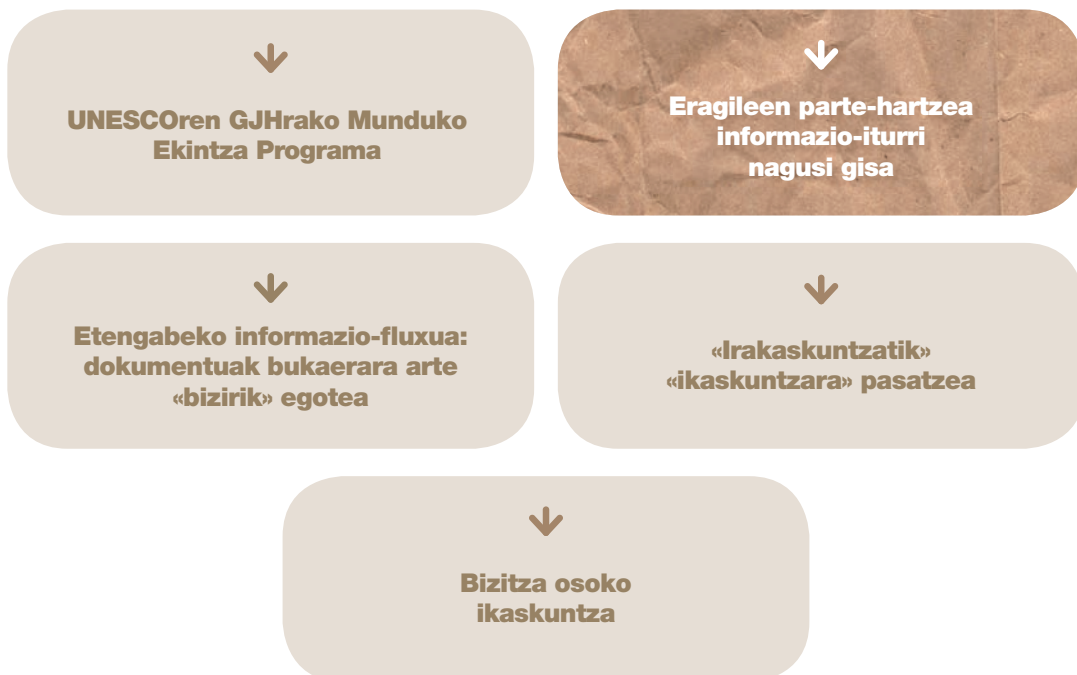 UNESCOren GJHrako Munduko
Ekintza Programa
Eragileen parte-hartzea
informazio-iturri
nagusi gisa
Etengabeko informazio-fluxua:
dokumentuak bukaerara arte
«bizirik» egotea
«Irakaskuntzatik»
«ikaskuntzara» pasatzea
Bizitza osoko
ikaskuntza